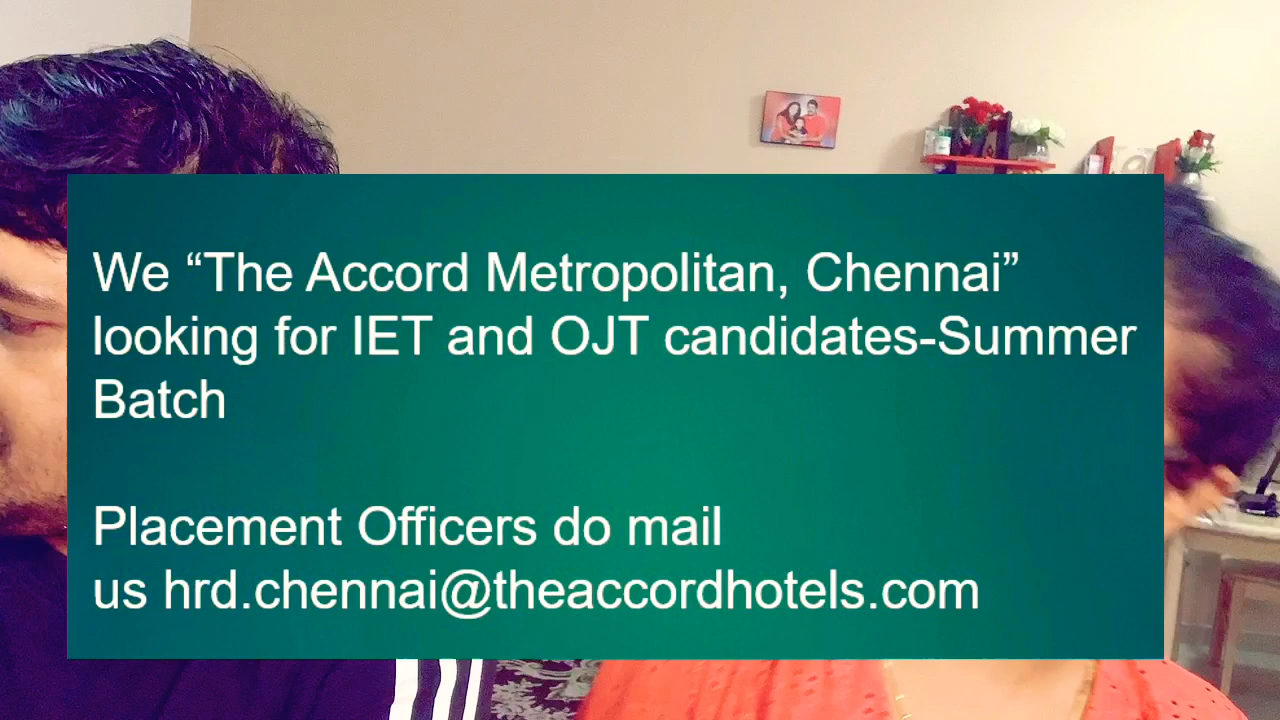 We “The Accord Metropolitan, Chennai”
looking for IET and OJT candidates-Summer
Batch
Placement Officers do mail
us hrd.chennai@theaccordhotels.com